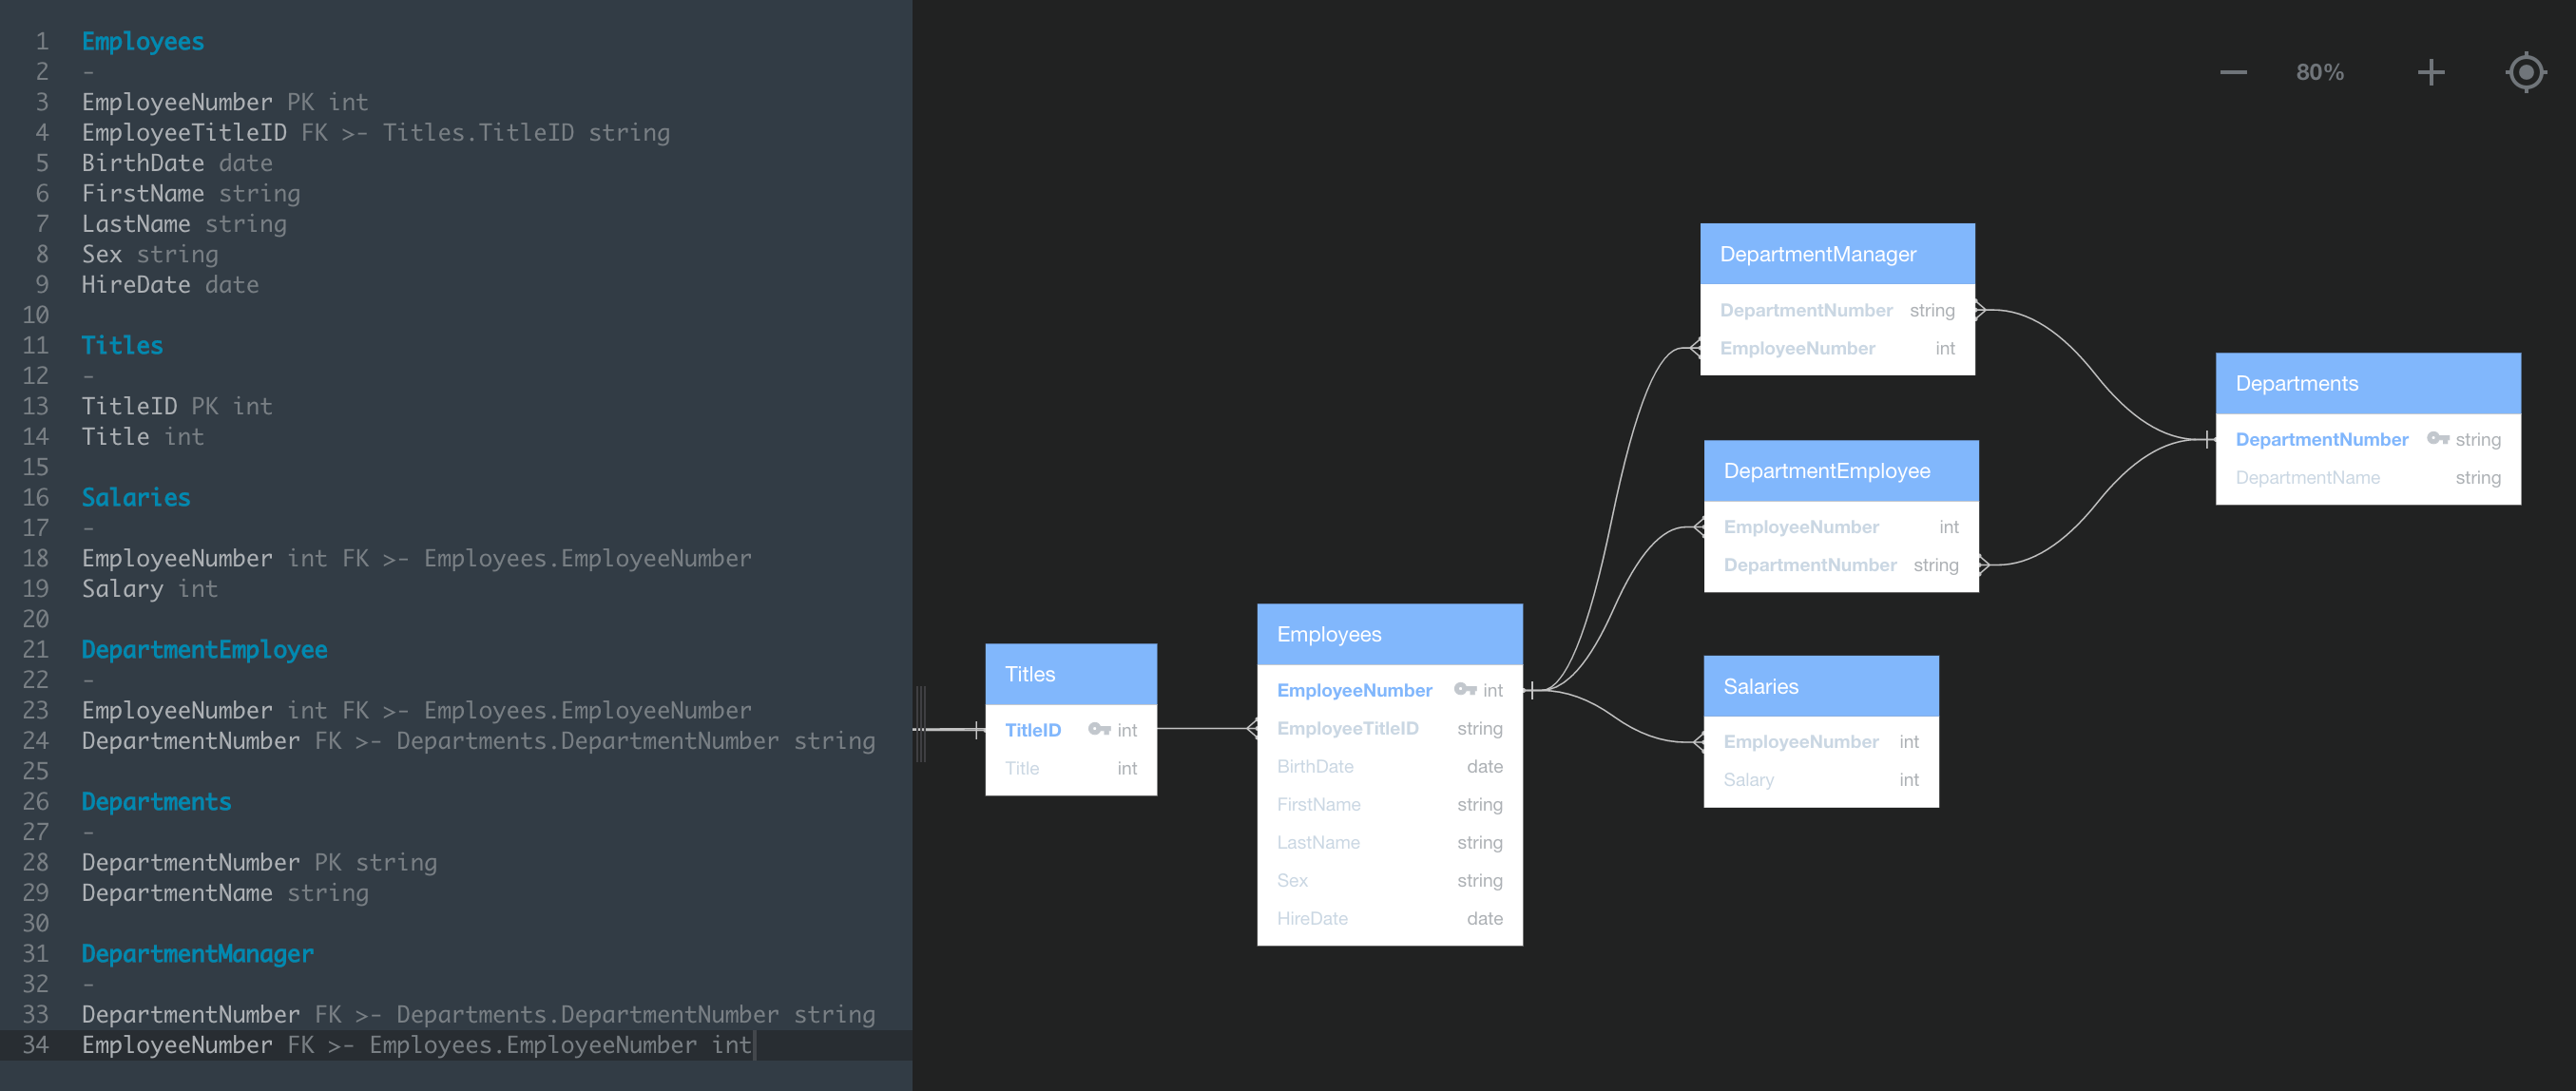 1 Employees
2 -
3 EmployeeNumber PK int
4 EmployeeTitleID FK >- Titles.TitleID string
5 BirthDate date
6 FirstName string
7 LastName string
8 Sex string
9 HireDate date
10
11 Titles
12 -
13 TitleID PK int
14 Title int
15
16 Salaries
17 -
18 EmployeeNumber int FK >- Employees.EmployeeNumber
19 Salary int
20
21 DepartmentEmployee
22 -
23 EmployeeNumber int FK >- Employees.EmployeeNumber
24 DepartmentNumber FK >- Departments.DepartmentNumber string
25
26 Departments
27 -
28 DepartmentNumber PK string
29 DepartmentName string
30
31 DepartmentManager
32 -
33 DepartmentNumber FK >- Departments.DepartmentNumber string
34 EmployeeNumber FK >- Employees.EmployeeNumber int
80%
Titles
TitleID int
Title int
Employees
EmployeeNumber int
EmployeeTitleID string
BirthDate date
FirstName string
LastName string
Sex string
HireDate date
DepartmentManager
DepartmentNumber string
EmployeeNumber int
DepartmentEmployee
EmployeeNumber int
DepartmentNumber string
Salaries
EmployeeNumber int
Salary int
Departments
DepartmentNumber string
DepartmentName string